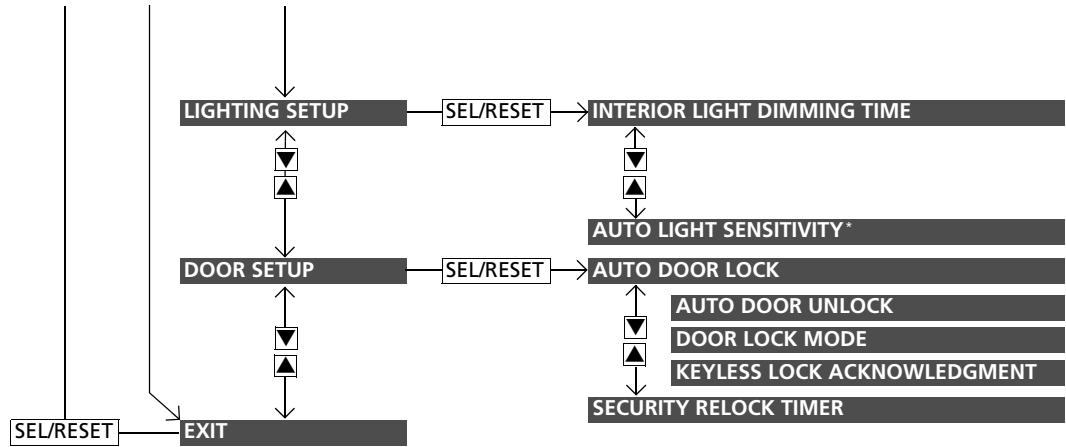 LIGHTING SETUP SEL/RESET INTERIOR LIGHT DIMMING TIME
▼
▲
▼
▲
AUTO LIGHT SENSITIVITY*
DOOR SETUP SEL/RESET AUTO DOOR LOCK
AUTO DOOR UNLOCK
▼
▲
▼
▲
DOOR LOCK MODE
KEYLESS LOCK ACKNOWLEDGMENT
SECURITY RELOCK TIMER
SEL/RESET EXIT